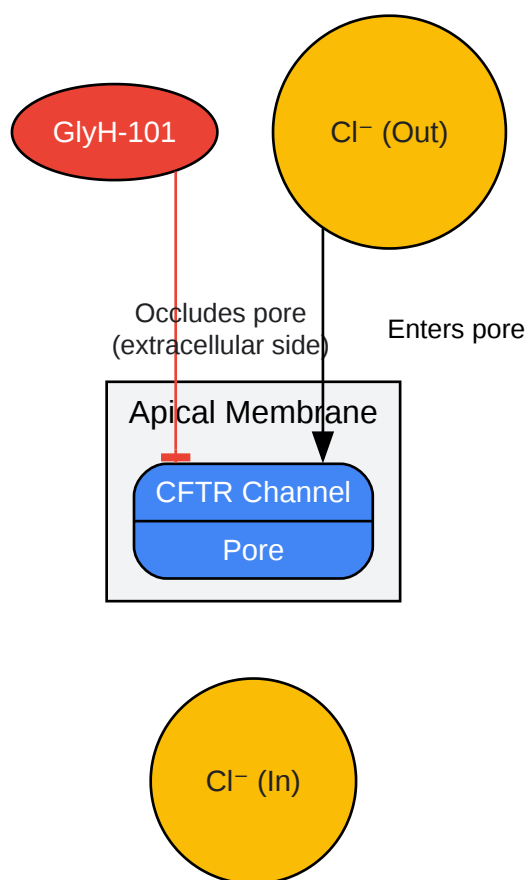 GlyH-101
Cl⁻ (Out)
Occludes pore
(extracellular side)
Enters pore
Apical Membrane
CFTR Channel
Pore
Cl⁻ (In)